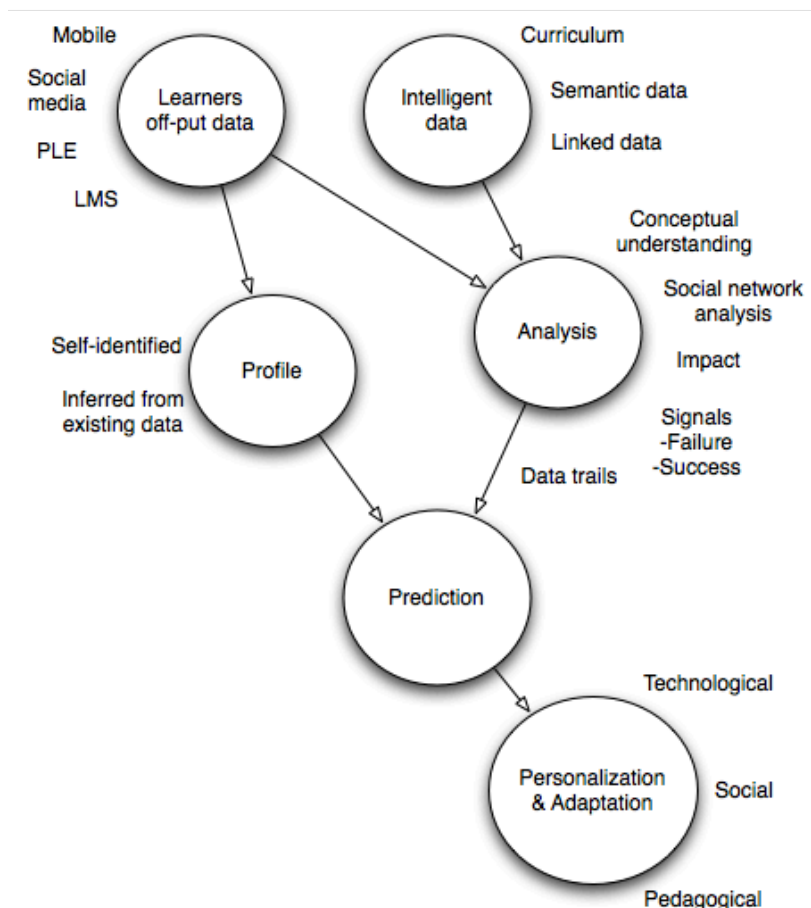 Mobile
Social
media
PLE
LMS
Learners
off-put data
Intelligent
data
Curriculum
Semantic data
Linked data
Conceptual
understanding
Social network
analysis
Impact
Signals
-Failure
-Success
Analysis
Self-identified
Inferred from
existing data
Profile
Data trails
Prediction
Technological
Personalization
& Adaptation
Social
Pedagogical